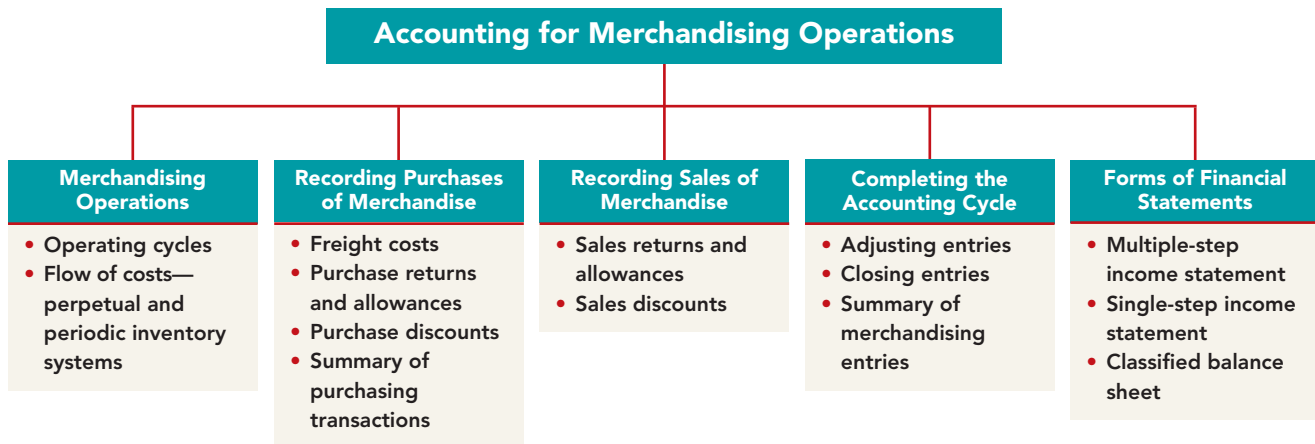 Accounting for Merchandising Operations
Merchandising
Operations
• Operating cycles
• Flow of costs—
perpetual and
periodic inventory
systems
Recording Purchases
of Merchandise
• Freight costs
• Purchase returns
and allowances
• Purchase discounts
• Summary of
purchasing
transactions
Recording Sales of
Merchandise
• Sales returns and
allowances
• Sales discounts
Completing the
Accounting Cycle
• Adjusting entries
• Closing entries
• Summary of
merchandising
entries
Forms of Financial
Statements
• Multiple-step
income statement
• Single-step income
statement
• Classified balance
sheet